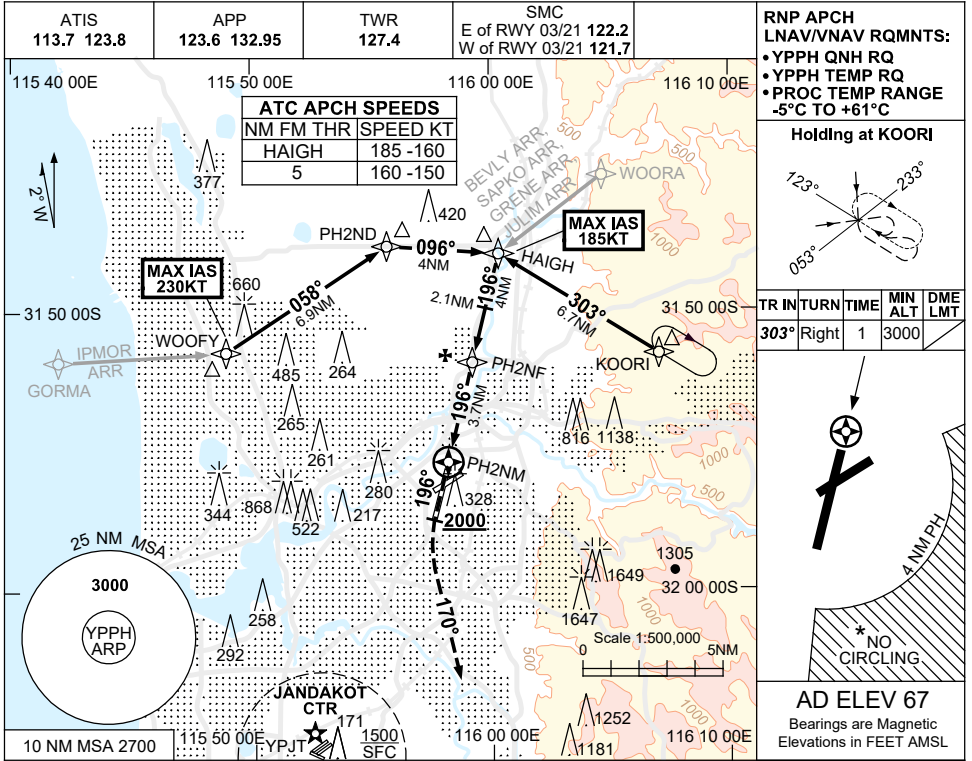 ATIS
113.7 123.8
APP
123.6 132.95
TWR
127.4
SMC
E of RWY 03/21 122.2
W of RWY 03/21 121.7
RNP APCH
LNAV/VNAV RQMNTS:
• YPPH QNH RQ
• YPPH TEMP RQ
• PROC TEMP RANGE
-5°C TO +61°C
115 40 00E
115 50 00E
116 00 00E
116 10 00E
ATC APCH SPEEDS
NM FM THR SPEED KT
HAIGH 185 -160
5 160 -150
2° W
377
420
BEVLY ARR,
SAPKO ARR,
GRENE ARR,
JULIM ARR
500
500
WOORA
1000
MAX IAS
185KT
PH2ND
096°
4NM
HAIGH
MAX IAS
230KT
660
058°
6.9NM
2.1NM
196°
4NM
303°
6.7NM
31 50 00S
31 50 00S
WOOFY
IPMOR
ARR
GORMA
485
264
PH2NF
KOORI
265
196°
3.7NM
816
1138
261
1000
280
PH2NM
344
868
522
217
196°
328
500
2000
25 NM MSA
3000
YPPH
ARP
1305
1649
32 00 00S
1647
258
292
170°
1000
Scale 1:500,000
0 5NM
500
JANDAKOT
CTR
171
YPJT
1500
SFC
1252
1181
1000
10 NM MSA 2700
115 50 00E
116 00 00E
116 10 00E
Holding at KOORI
123°
233°
053°
TR IN TURN TIME MIN ALT DME LMT
303° Right 1 3000
4 NM PH
*NO
CIRCLING
AD ELEV 67
Bearings are Magnetic
Elevations in FEET AMSL